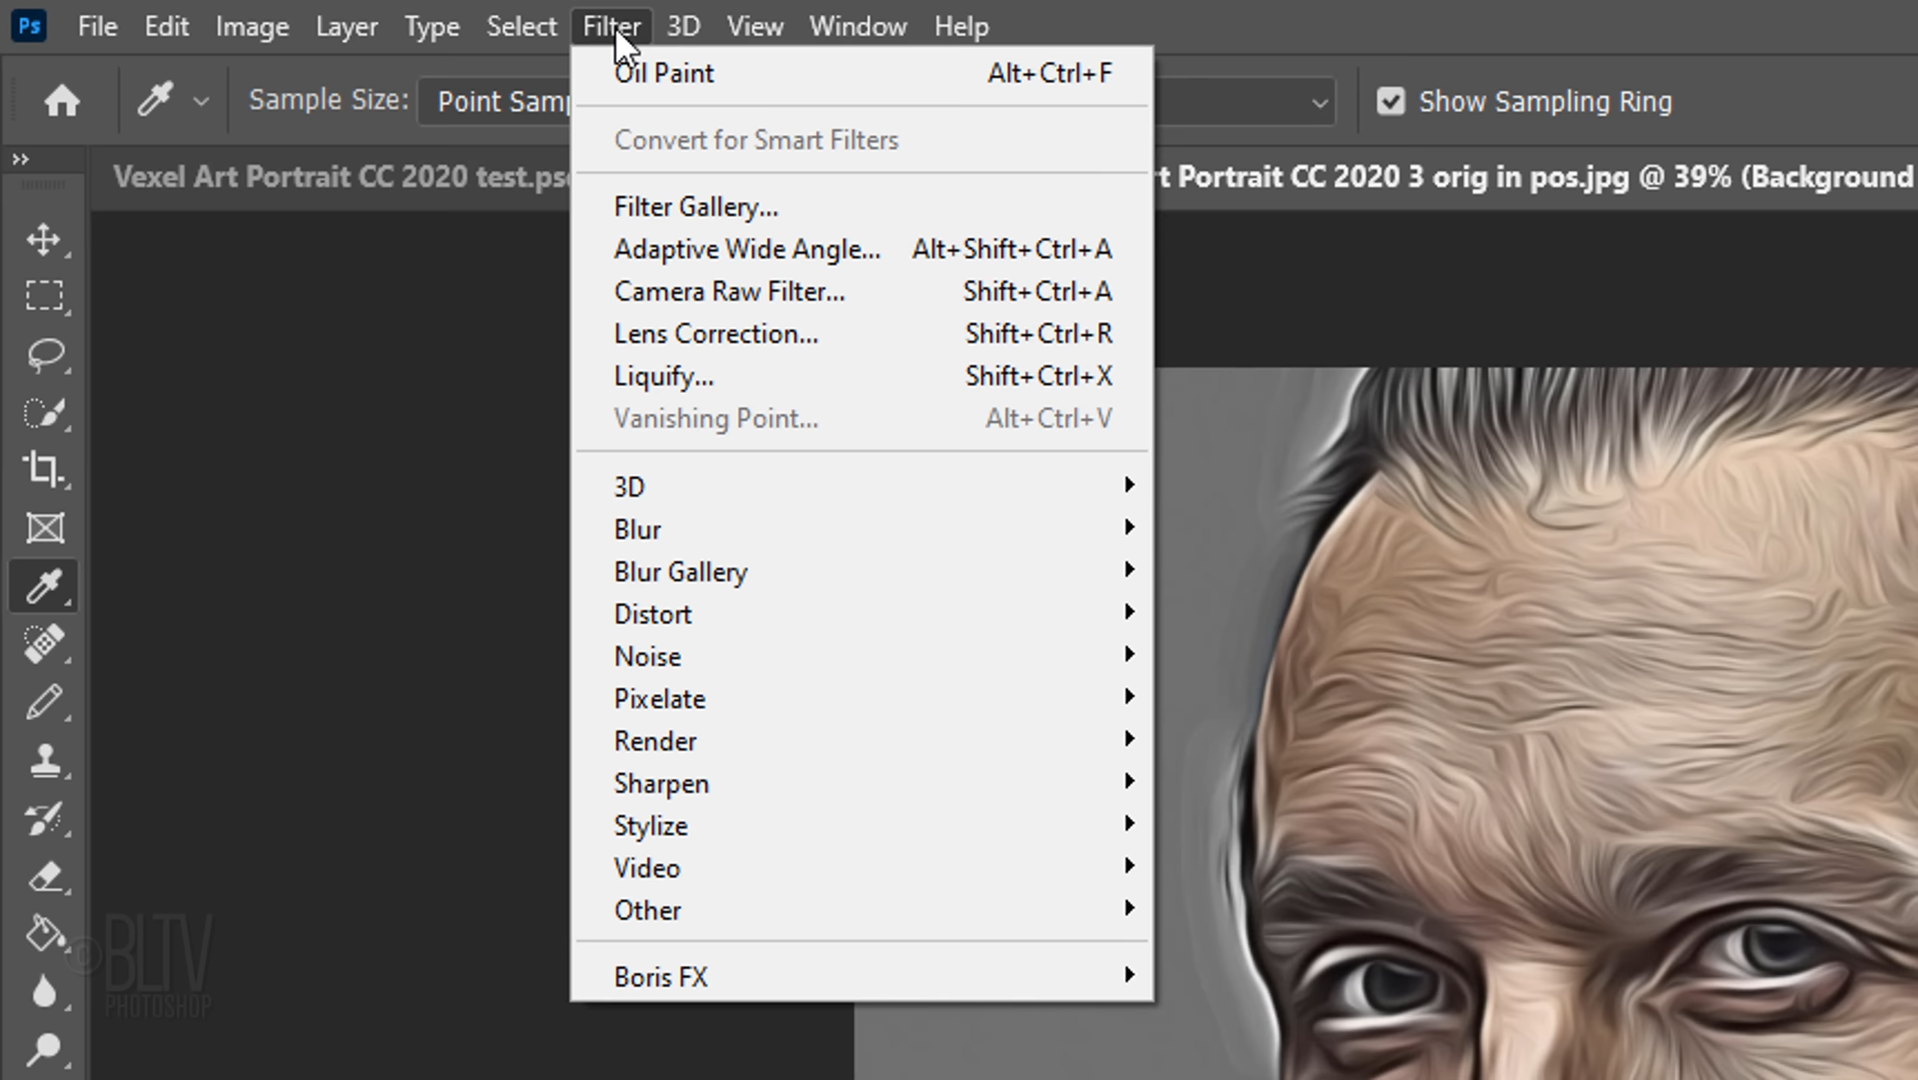 Ps File Edit Image Layer Type Select Filter 3D View Window Help
Sample Size: Point Samp
Show Sampling Ring
Vexel Art Portrait CC 2020 test.ps
rt Portrait CC 2020 3 orig in pos.jpg @ 39% (Background
Oil Paint Alt+Ctrl+F
Convert for Smart Filters
Filter Gallery...
Adaptive Wide Angle... Alt+Shift+Ctrl+A
Camera Raw Filter... Shift+Ctrl+A
Lens Correction... Shift+Ctrl+R
Liquify... Shift+Ctrl+X
Vanishing Point... Alt+Ctrl+V
3D
Blur
Blur Gallery
Distort
Noise
Pixelate
Render
Sharpen
Stylize
Video
Other
Boris FX
© BLTV
PHOTOSHOP